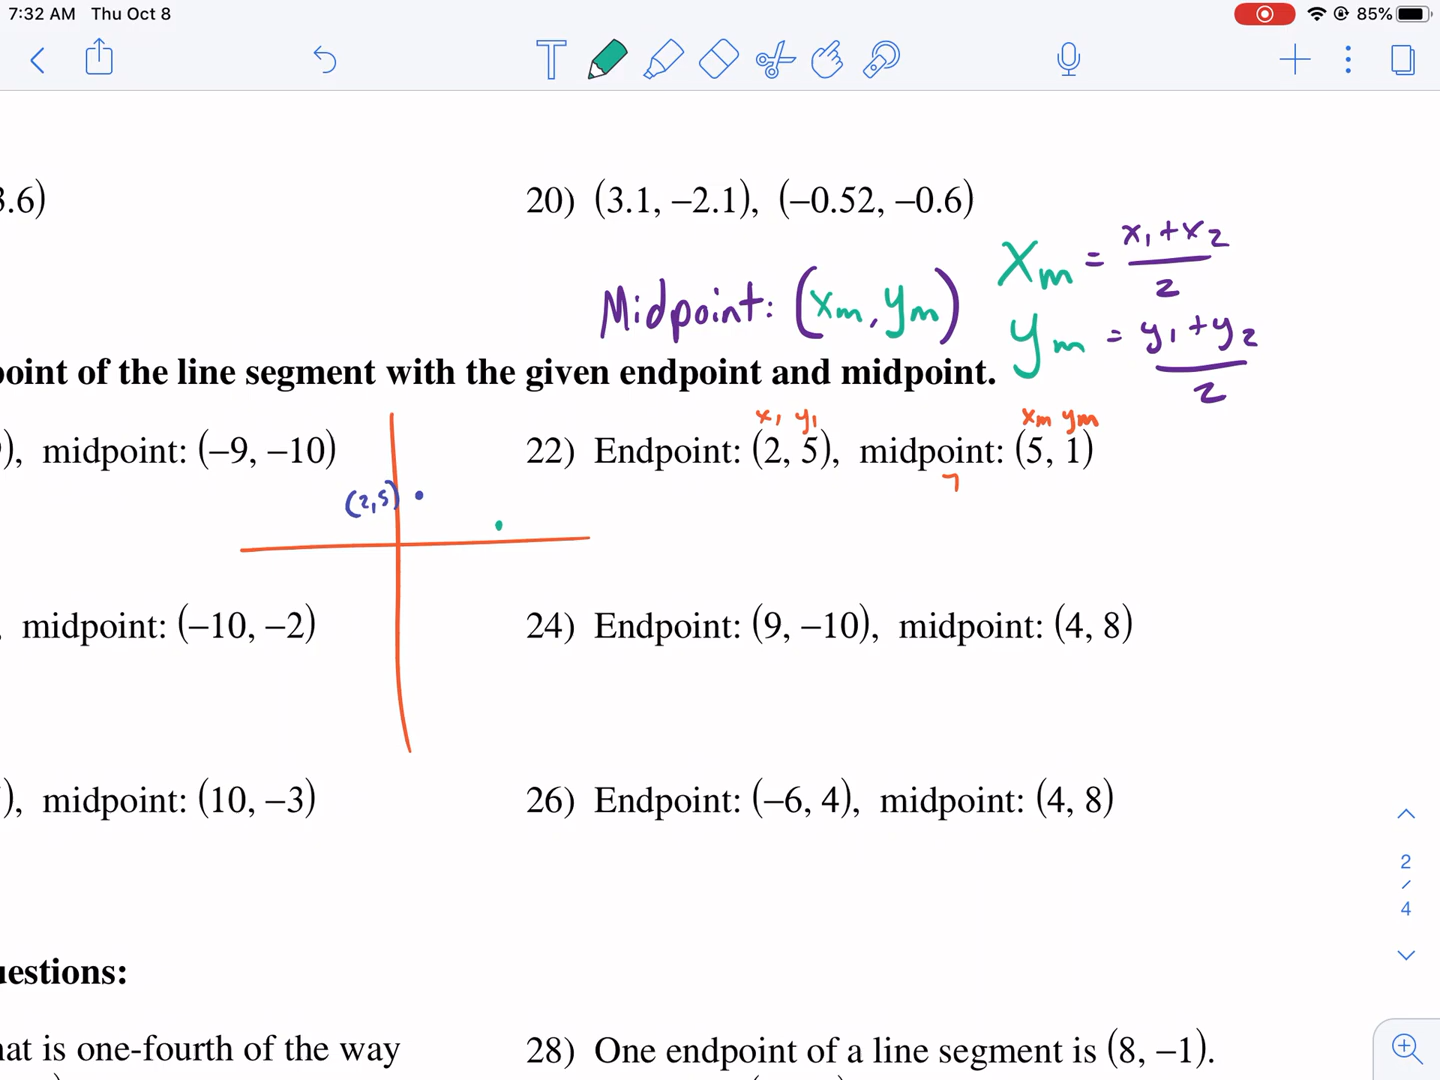 7:32 AM Thu Oct 8
85%
3.6)
20) (3.1, −2.1), (−0.52, −0.6)
Midpoint: (xm, ym)
xm = x1+x2 / 2
ym = y1+y2 / 2
point of the line segment with the given endpoint and midpoint.
x1 y1 xm ym
), midpoint: (−9, −10)
22) Endpoint: (2, 5), midpoint: (5, 1)
(2,5)
, midpoint: (−10, −2)
24) Endpoint: (9, −10), midpoint: (4, 8)
), midpoint: (10, −3)
26) Endpoint: (−6, 4), midpoint: (4, 8)
2
/
4
uestions:
hat is one-fourth of the way
28) One endpoint of a line segment is (8, −1).